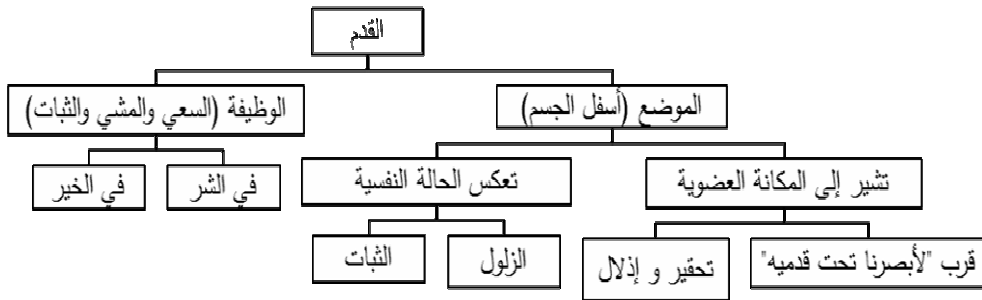 القدم
الموضع (أسفل الجسم)
الوظيفة (السعي والمشي والثبات)
تشير إلى المكانة العضوية
تعكس الحالة النفسية
في الشر
في الخير
قرب "لأبصرنا تحت قدميه"
تحقير و إذلال
الزلول
الثبات